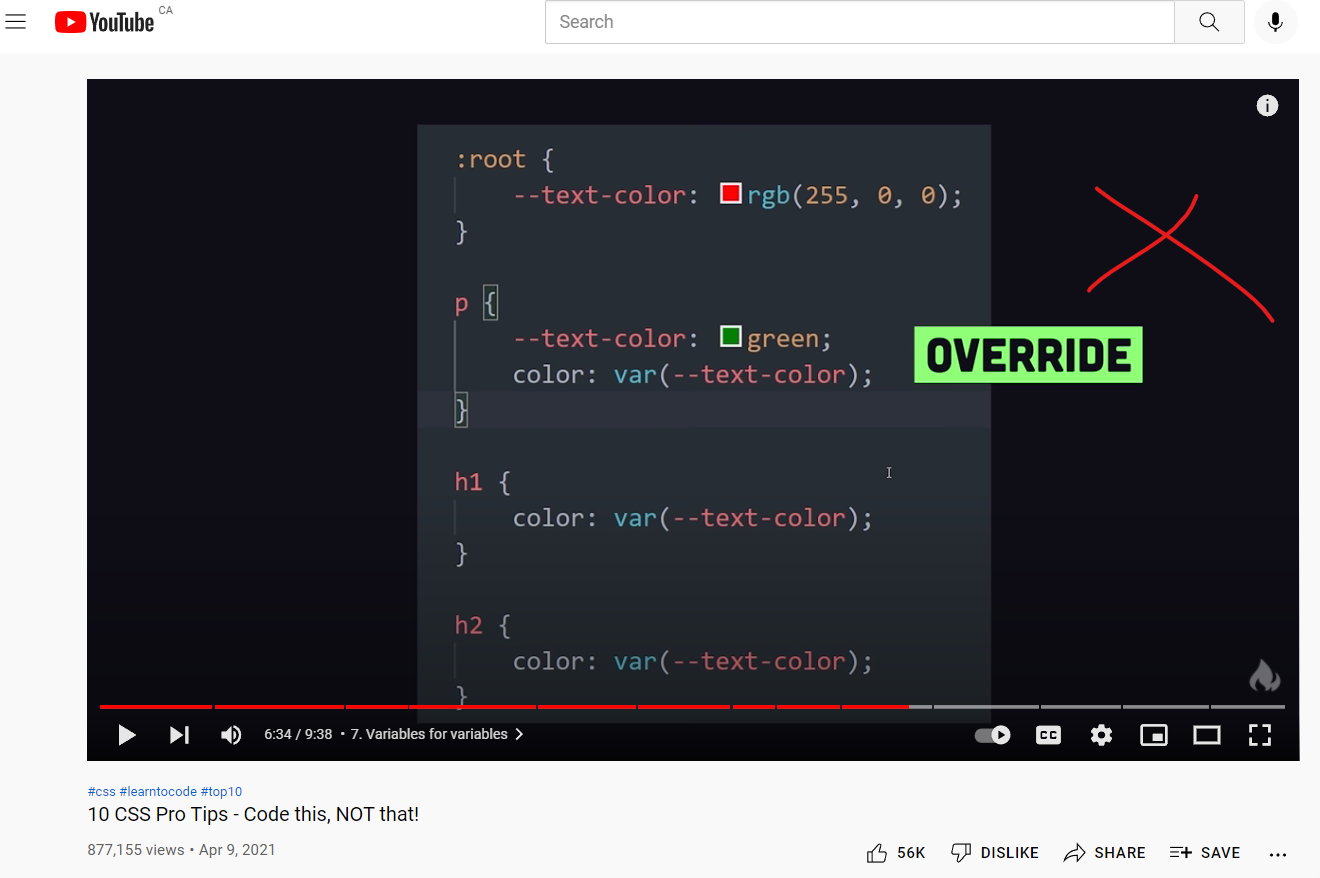 YouTube CA
Search
:root {
--text-color: rgb(255, 0, 0);
}
p {
--text-color: green;
color: var(--text-color);
}
OVERRIDE
h1 {
color: var(--text-color);
}
h2 {
color: var(--text-color);
}
6:34 / 9:38 • 7. Variables for variables
CC
#css #learntocode #top10
10 CSS Pro Tips - Code this, NOT that!
877,155 views • Apr 9, 2021
56K DISLIKE SHARE SAVE